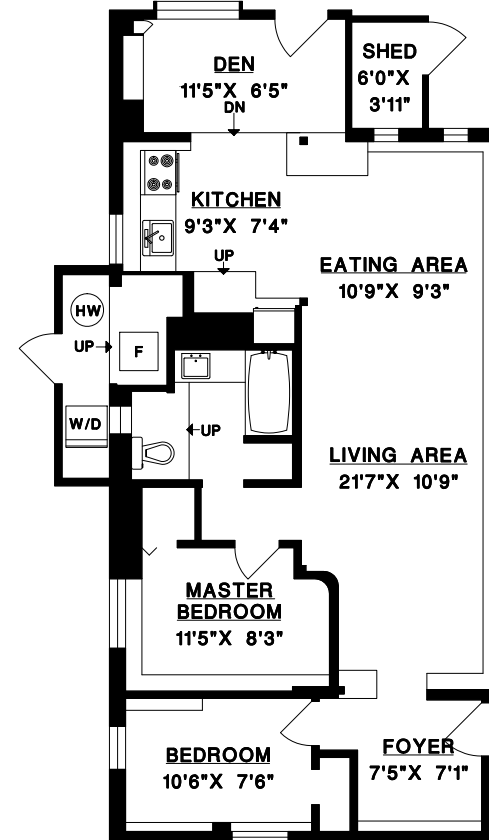 DEN
11'5"X 6'5"
DN
SHED
6'0"X
3'11"
KITCHEN
9'3"X 7'4"
UP
EATING AREA
10'9"X 9'3"
HW
UP
F
W/D
UP
LIVING AREA
21'7"X 10'9"
MASTER
BEDROOM
11'5"X 8'3"
BEDROOM
10'6"X 7'6"
FOYER
7'5"X 7'1"